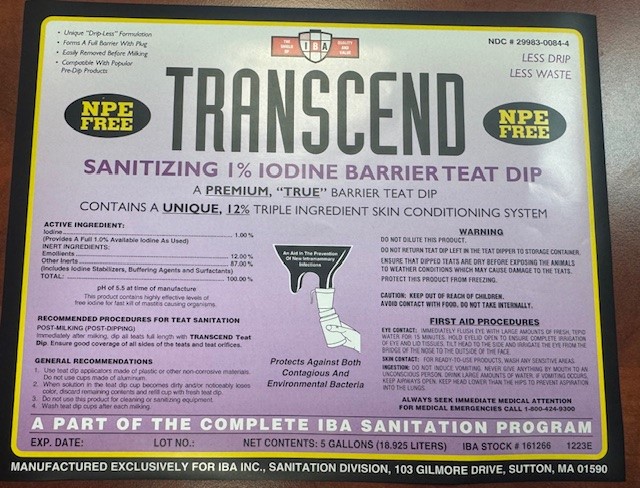 • Unique "Drip-Less" Formulation
• Forms A Full Barrier With Plug
• Easily Removed Before Milking
• Compatible With Popular
Pre-Dip Products
THE SYMBOL OF
IBA
QUALITY AND VALUE
NDC # 29983-0084-4
LESS DRIP
LESS WASTE
NPE
FREE
TRANSCEND
NPE
FREE
SANITIZING 1% IODINE BARRIER TEAT DIP
A PREMIUM, "TRUE" BARRIER TEAT DIP
CONTAINS A UNIQUE, 12% TRIPLE INGREDIENT SKIN CONDITIONING SYSTEM
ACTIVE INGREDIENT:
Iodine 1.00%
(Provides A Full 1.0% Available Iodine As Used)
INERT INGREDIENTS:
Emollients 12.00%
Other Inerts 87.00%
(Includes Iodine Stabilizers, Buffering Agents and Surfactants)
TOTAL: 100.00%
pH of 5.5 at time of manufacture
This product contains highly effective levels of
free iodine for fast kill of mastitis causing organisms.
RECOMMENDED PROCEDURES FOR TEAT SANITATION
POST-MILKING (POST-DIPPING)
Immediately after milking, dip all teats full length with TRANSCEND Teat
Dip. Ensure good coverage of all sides of the teats and teat orifices.
GENERAL RECOMMENDATIONS
1. Use teat dip applicators made of plastic or other non-corrosive materials.
Do not use cups made of aluminum.
2. When solution in the teat dip cup becomes dirty and/or noticeably loses
color, discard remaining contents and refill cup with fresh teat dip.
3. Do not use this product for cleaning or sanitizing equipment.
4. Wash teat dip cups after each milking.
An Aid In The Prevention
Of New Intramammary
Infections
Protects Against Both
Contagious And
Environmental Bacteria
WARNING
DO NOT DILUTE THIS PRODUCT.
DO NOT RETURN TEAT DIP LEFT IN THE TEAT DIPPER TO STORAGE CONTAINER.
ENSURE THAT DIPPED TEATS ARE DRY BEFORE EXPOSING THE ANIMALS
TO WEATHER CONDITIONS WHICH MAY CAUSE DAMAGE TO THE TEATS.
PROTECT THIS PRODUCT FROM FREEZING.
CAUTION: KEEP OUT OF REACH OF CHILDREN.
AVOID CONTACT WITH FOOD. DO NOT TAKE INTERNALLY.
FIRST AID PROCEDURES
EYE CONTACT: IMMEDIATELY FLUSH EYE WITH LARGE AMOUNTS OF FRESH, TEPID
WATER FOR 15 MINUTES. HOLD EYELID OPEN TO ENSURE COMPLETE IRRIGATION
OF EYE AND LID TISSUES. TILT HEAD TO THE SIDE AND IRRIGATE THE EYE FROM THE
BRIDGE OF THE NOSE TO THE OUTSIDE OF THE FACE.
SKIN CONTACT: FOR READY-TO-USE PRODUCTS, WASH ANY SENSITIVE AREAS.
INGESTION: DO NOT INDUCE VOMITING. NEVER GIVE ANYTHING BY MOUTH TO AN
UNCONSCIOUS PERSON. DRINK LARGE AMOUNTS OF WATER. IF VOMITING OCCURS,
KEEP AIRWAYS OPEN. KEEP HEAD LOWER THAN THE HIPS TO PREVENT ASPIRATION
INTO THE LUNGS.
ALWAYS SEEK IMMEDIATE MEDICAL ATTENTION
FOR MEDICAL EMERGENCIES CALL 1-800-424-9300
A PART OF THE COMPLETE IBA SANITATION PROGRAM
EXP. DATE: LOT NO.: NET CONTENTS: 5 GALLONS (18.925 LITERS) IBA STOCK # 161266 1223E
MANUFACTURED EXCLUSIVELY FOR IBA INC., SANITATION DIVISION, 103 GILMORE DRIVE, SUTTON, MA 01590